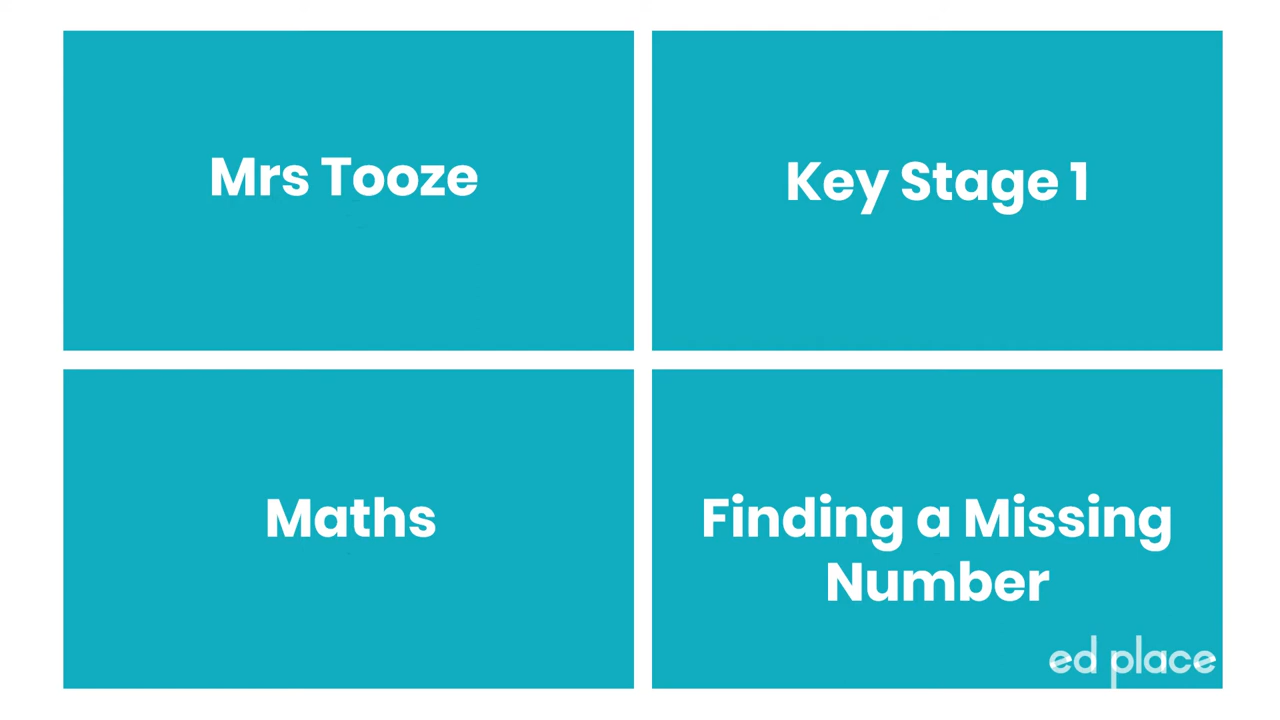 Mrs Tooze
Key Stage 1
Maths
Finding a Missing
Number
ed place